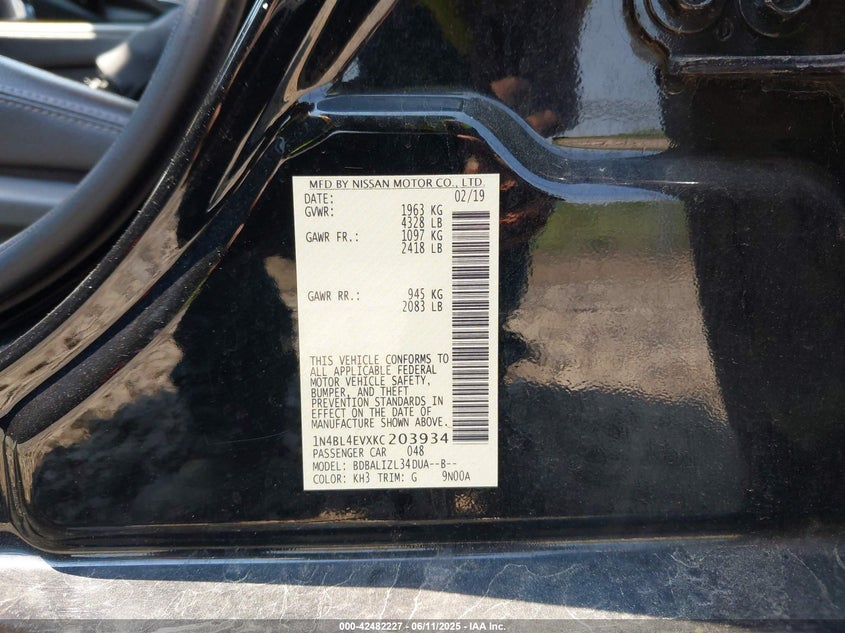 MFD BY NISSAN MOTOR CO., LTD.
DATE: 02/19
GVWR: 1963 KG
4328 LB
GAWR FR.: 1097 KG
2418 LB
GAWR RR.: 945 KG
2083 LB
THIS VEHICLE CONFORMS TO
ALL APPLICABLE FEDERAL
MOTOR VEHICLE SAFETY,
BUMPER, AND THEFT
PREVENTION STANDARDS IN
EFFECT ON THE DATE OF
MANUFACTURE SHOWN ABOVE.
1N4BL4EVXKC203934
PASSENGER CAR 048
MODEL: BDBALIZL34DUA--B--
COLOR: KH3 TRIM: G 9N00A
000-42482227 - 06/11/2025 - IAA Inc.